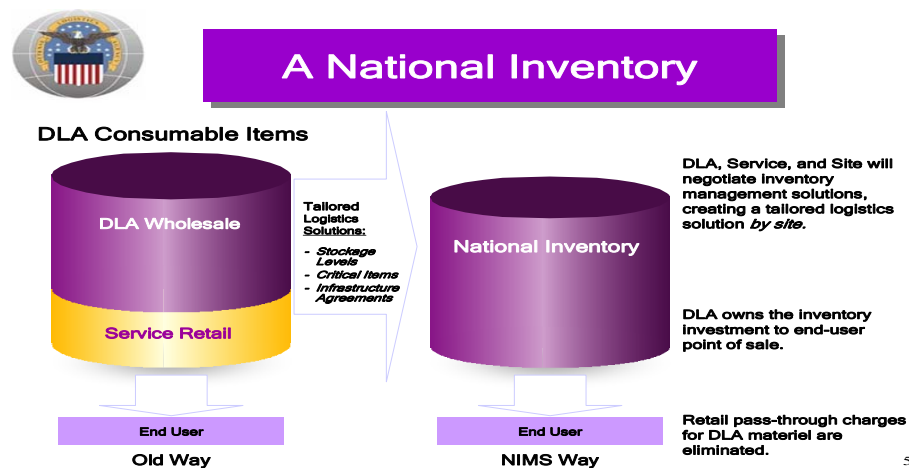 A National Inventory
DLA Consumable Items
DLA Wholesale
Service Retail
End User
Old Way
Tailored
Logistics
Solutions:
- Stockage
Levels
- Critical Items
- Infrastructure
Agreements
National Inventory
End User
NIMS Way
DLA, Service, and Site will
negotiate inventory
management solutions,
creating a tailored logistics
solution by site.
DLA owns the inventory
investment to end-user
point of sale.
Retail pass-through charges
for DLA materiel are
eliminated.
5